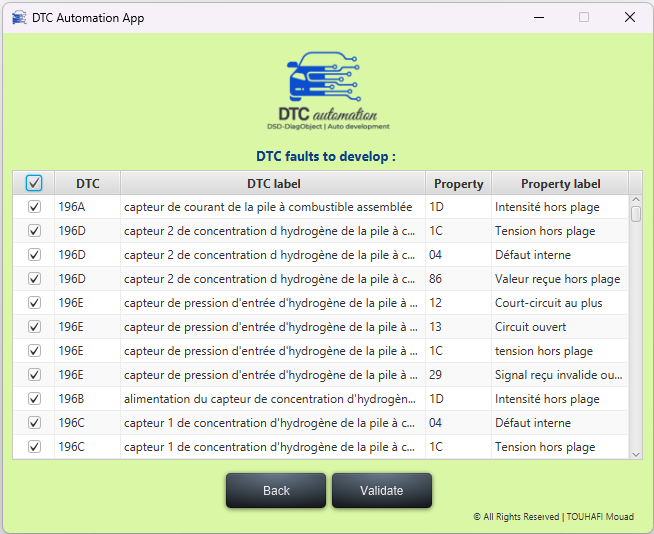 DTC Automation App
DTC automation
DSD-DiagObject | Auto development
DTC faults to develop :
DTC DTC label Property Property label
196A capteur de courant de la pile à combustible assemblée 1D Intensité hors plage
196D capteur 2 de concentration d hydrogène de la pile à c... 1C Tension hors plage
196D capteur 2 de concentration d hydrogène de la pile à c... 04 Défaut interne
196D capteur 2 de concentration d hydrogène de la pile à c... 86 Valeur reçue hors plage
196E capteur de pression d'entrée d'hydrogène de la pile à ... 12 Court-circuit au plus
196E capteur de pression d'entrée d'hydrogène de la pile à ... 13 Circuit ouvert
196E capteur de pression d'entrée d'hydrogène de la pile à ... 1C tension hors plage
196E capteur de pression d'entrée d'hydrogène de la pile à ... 29 Signal reçu invalide ou...
196B alimentation du capteur de concentration d'hydrogèn... 1D Intensité hors plage
196C capteur 1 de concentration d'hydrogène de la pile à c... 04 Défaut interne
196C capteur 1 de concentration d'hydrogène de la pile à c... 1C Tension hors plage
Back Validate
© All Rights Reserved | TOUHAFI Mouad